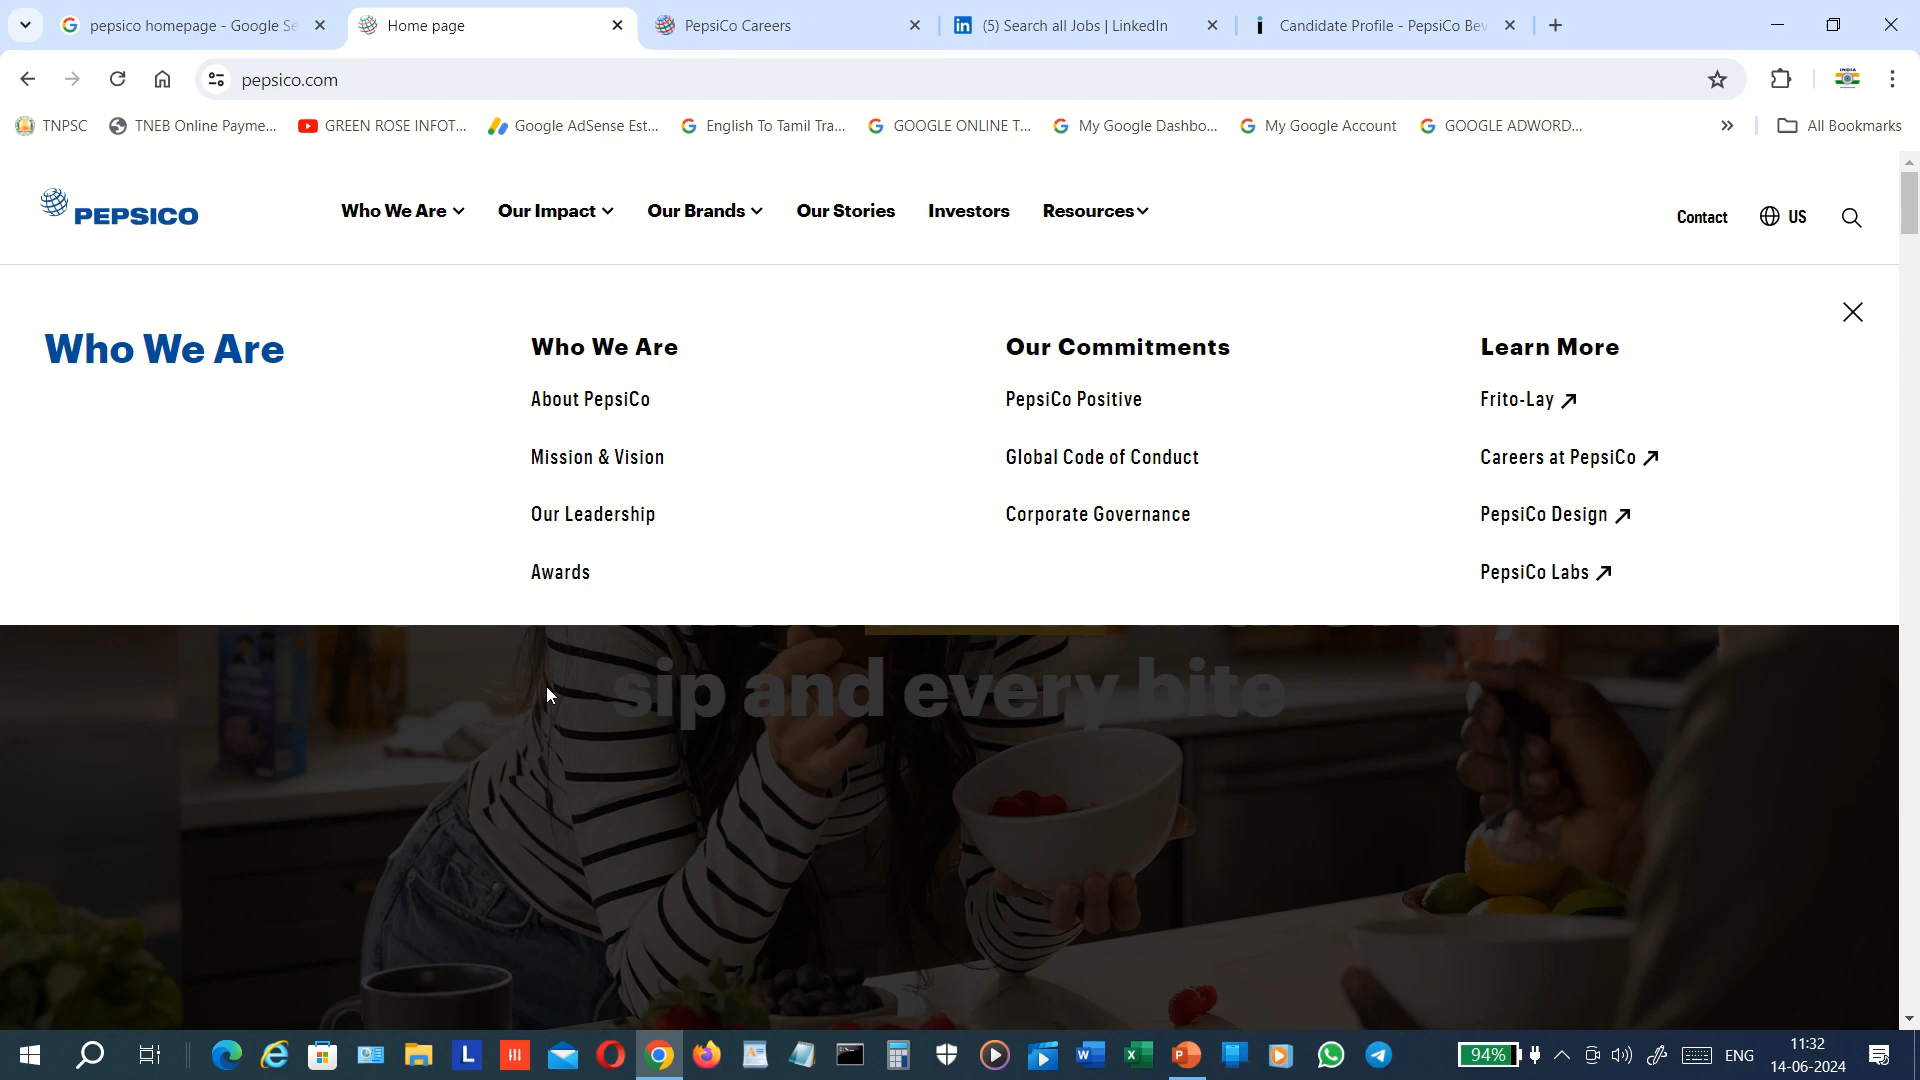 pepsico homepage - Google Se
Home page
PepsiCo Careers
(5) Search all Jobs | LinkedIn
Candidate Profile - PepsiCo Bev
pepsico.com
TNPSC
TNEB Online Payme...
GREEN ROSE INFOT...
Google AdSense Est...
English To Tamil Tra...
GOOGLE ONLINE T...
My Google Dashbo...
My Google Account
GOOGLE ADWORD...
All Bookmarks
PEPSICO
Who We Are
Our Impact
Our Brands
Our Stories
Investors
Resources
Contact
US
Who We Are
Who We Are
About PepsiCo
Mission & Vision
Our Leadership
Awards
Our Commitments
PepsiCo Positive
Global Code of Conduct
Corporate Governance
Learn More
Frito-Lay
Careers at PepsiCo
PepsiCo Design
PepsiCo Labs
sip and every bite
94%
ENG
11:32
14-06-2024